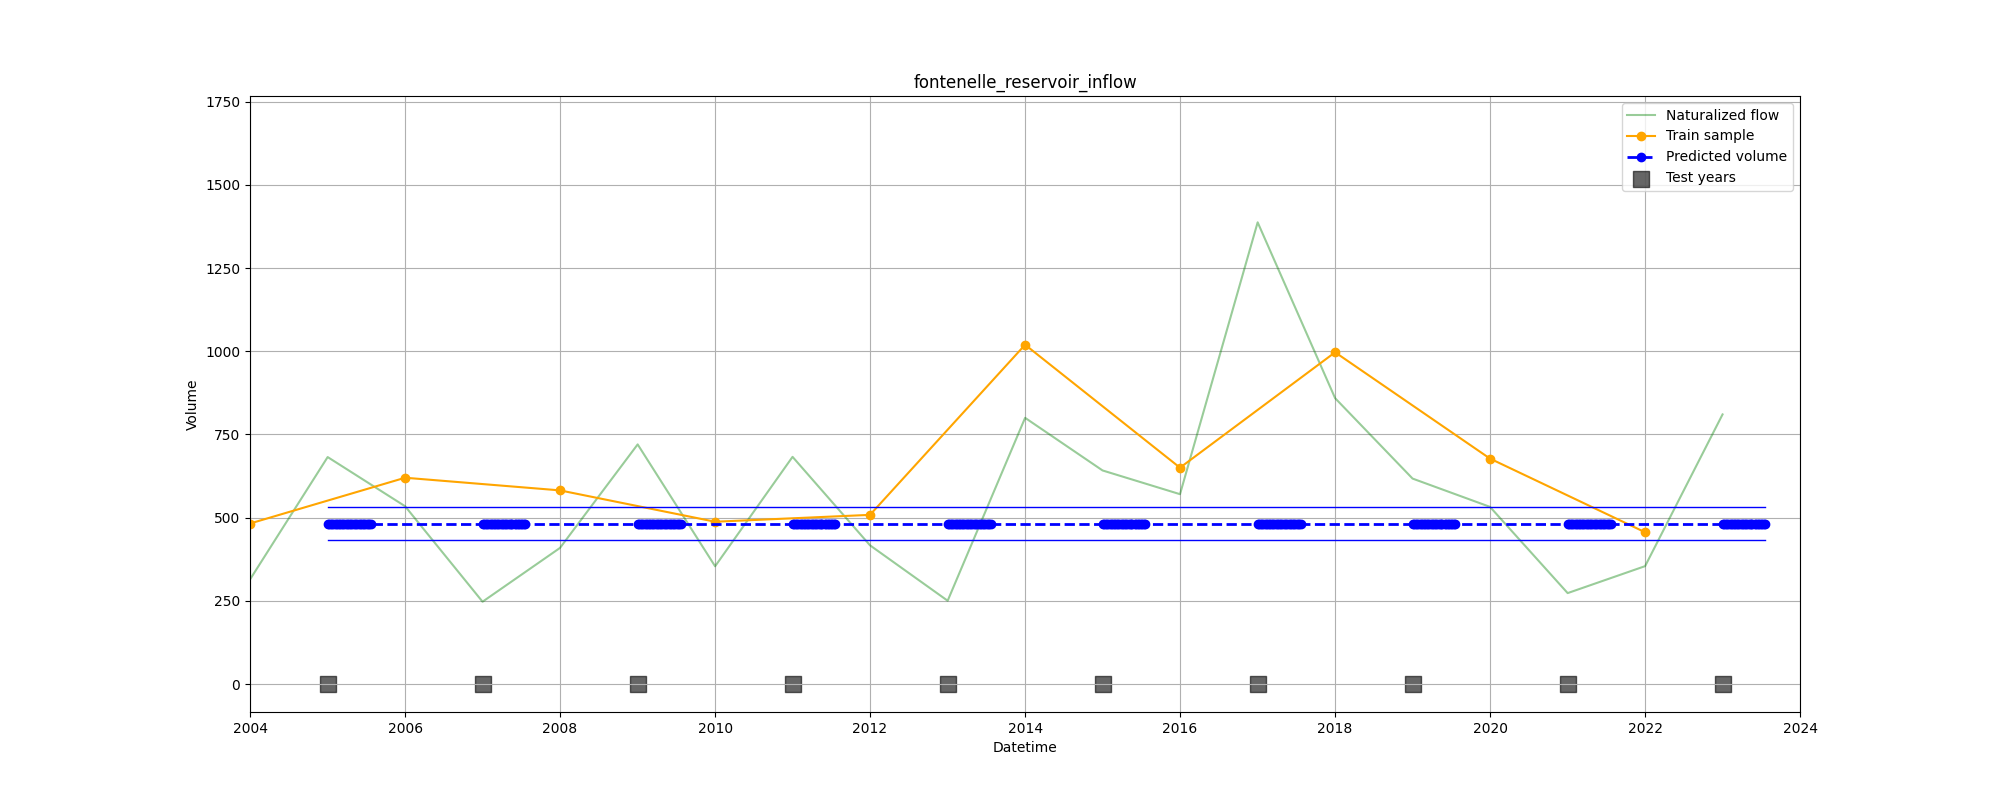 fontenelle_reservoir_inflow
1750
1500
1250
1000
750
500
250
0
Volume
Naturalized flow
Train sample
Predicted volume
Test years
2004 2006 2008 2010 2012 2014 2016 2018 2020 2022 2024
Datetime